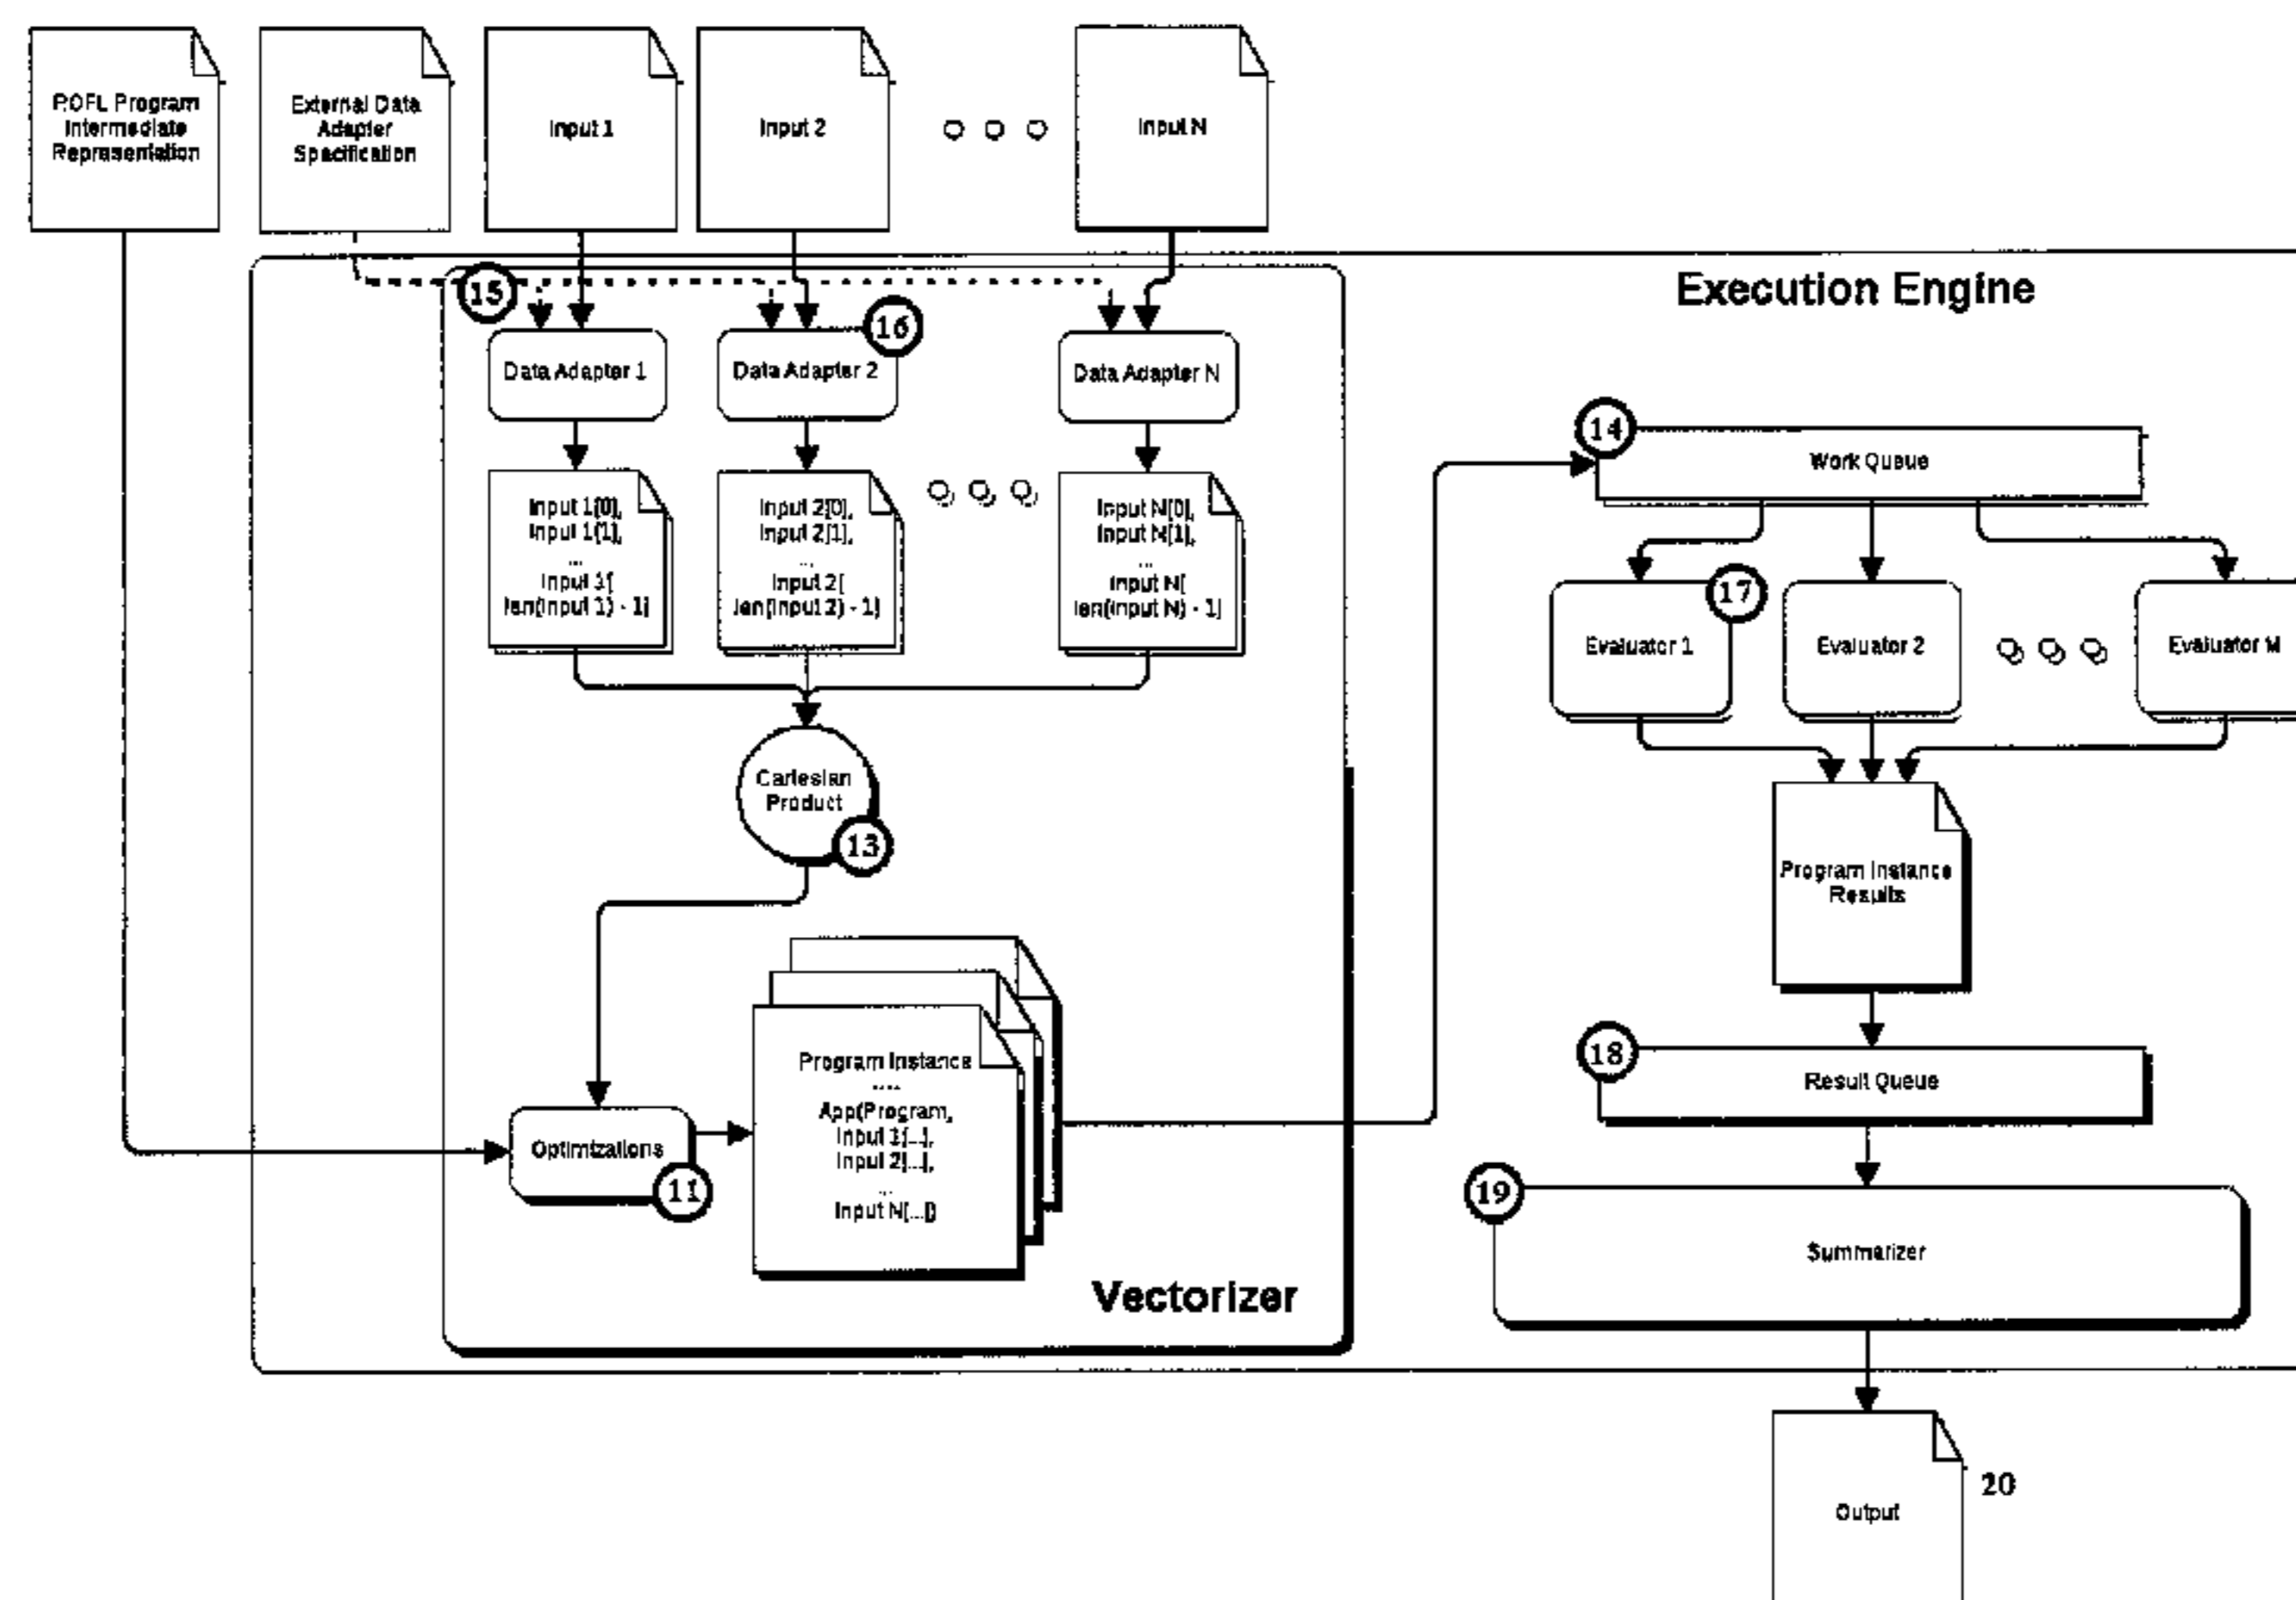 POFL Program
Intermediate
Representation
External Data
Adapter
Specification
Input 1
Input 2
Input N
Execution Engine
15
16
Data Adapter 1
Data Adapter 2
Data Adapter N
14
Work Queue
Input 1[0],
Input 1[1],
...
Input 1[
len(Input 1) - 1]
Input 2[0],
Input 2[1],
...
Input 2[
len(Input 2) - 1]
Input N[0],
Input N[1],
...
Input N[
len(Input N) - 1]
17
Evaluator 1
Evaluator 2
Evaluator M
Cartesian
Product
13
Program Instance
Results
Program Instance
....
App(Program,
Input 1[...],
Input 2[...],
...
Input N[...])
Optimizations
11
18
Result Queue
19
Summarizer
Vectorizer
Output
20